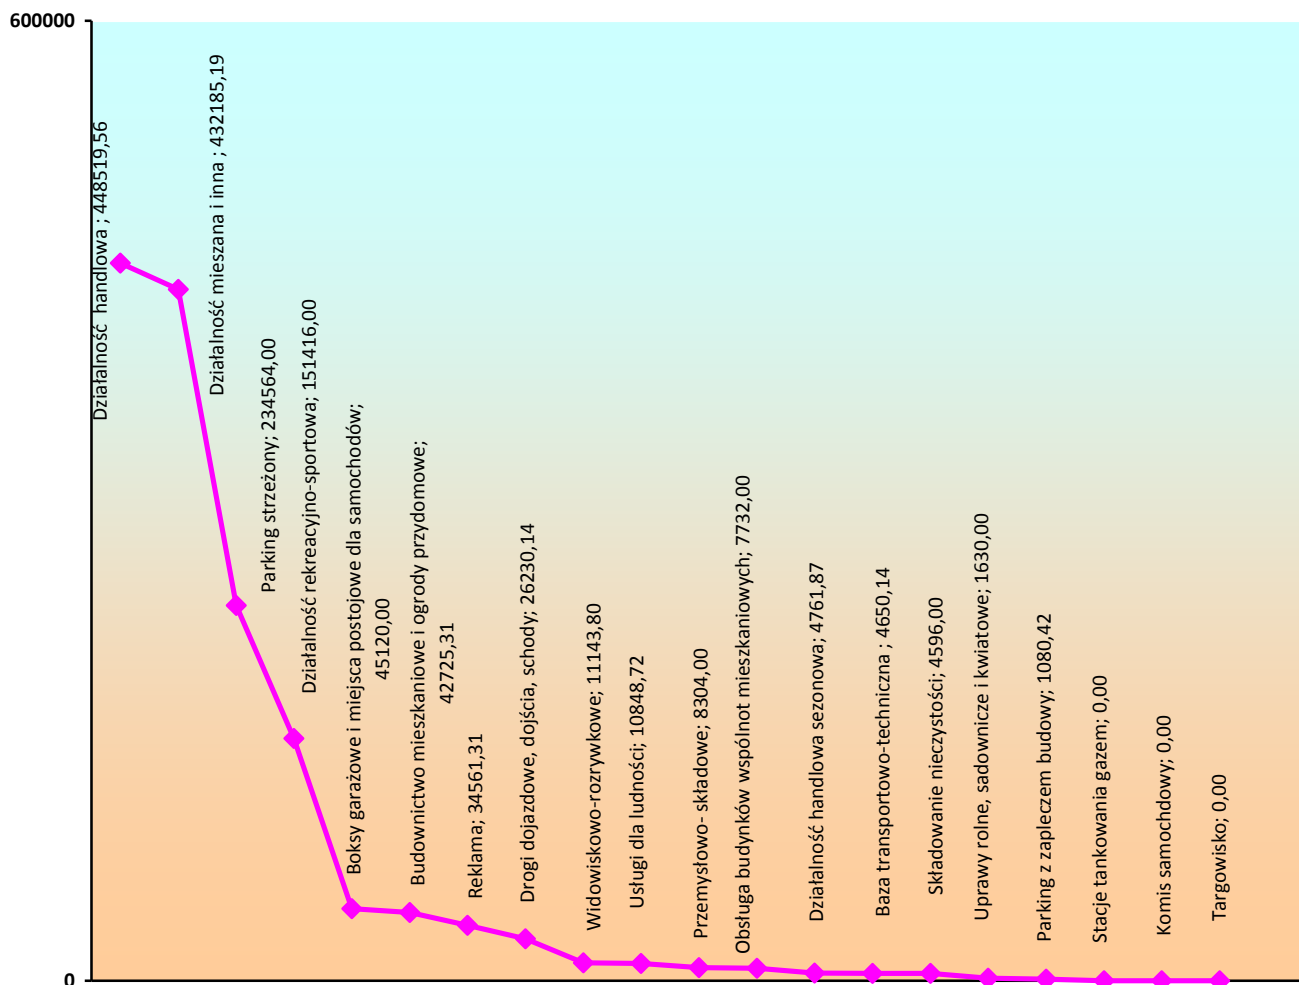 600000
Działalność handlowa ; 448519,56
Działalność mieszana i inna ; 432185,19
Parking strzeżony; 234564,00
Działalność rekreacyjno-sportowa; 151416,00
Boksy garażowe i miejsca postojowe dla samochodów;
45120,00
Budownictwo mieszkaniowe i ogrody przydomowe;
42725,31
Reklama; 34561,31
Drogi dojazdowe, dojścia, schody; 26230,14
Widowiskowo-rozrywkowe; 11143,80
Usługi dla ludności; 10848,72
Przemysłowo- składowe; 8304,00
Obsługa budynków wspólnot mieszkaniowych; 7732,00
Działalność handlowa sezonowa; 4761,87
Baza transportowo-techniczna ; 4650,14
Składowanie nieczystości; 4596,00
Uprawy rolne, sadownicze i kwiatowe; 1630,00
Parking z zapleczem budowy; 1080,42
Stacje tankowania gazem; 0,00
Komis samochdowy; 0,00
Targowisko; 0,00
0